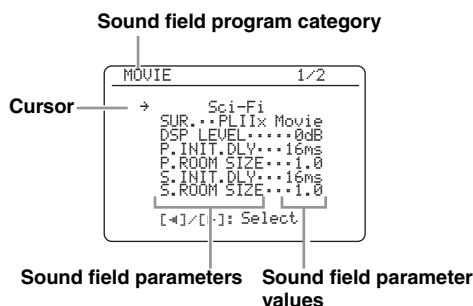 Sound field program category
MOVIE 1/2
Cursor
→ Sci-Fi
SUR.··PLIIx Movie
DSP LEVEL·····0dB
P.INIT.DLY···16ms
P.ROOM SIZE···1.0
S.INIT.DLY···16ms
S.ROOM SIZE···1.0
[◄]/[►]: Select
Sound field parameters
Sound field parameter
values